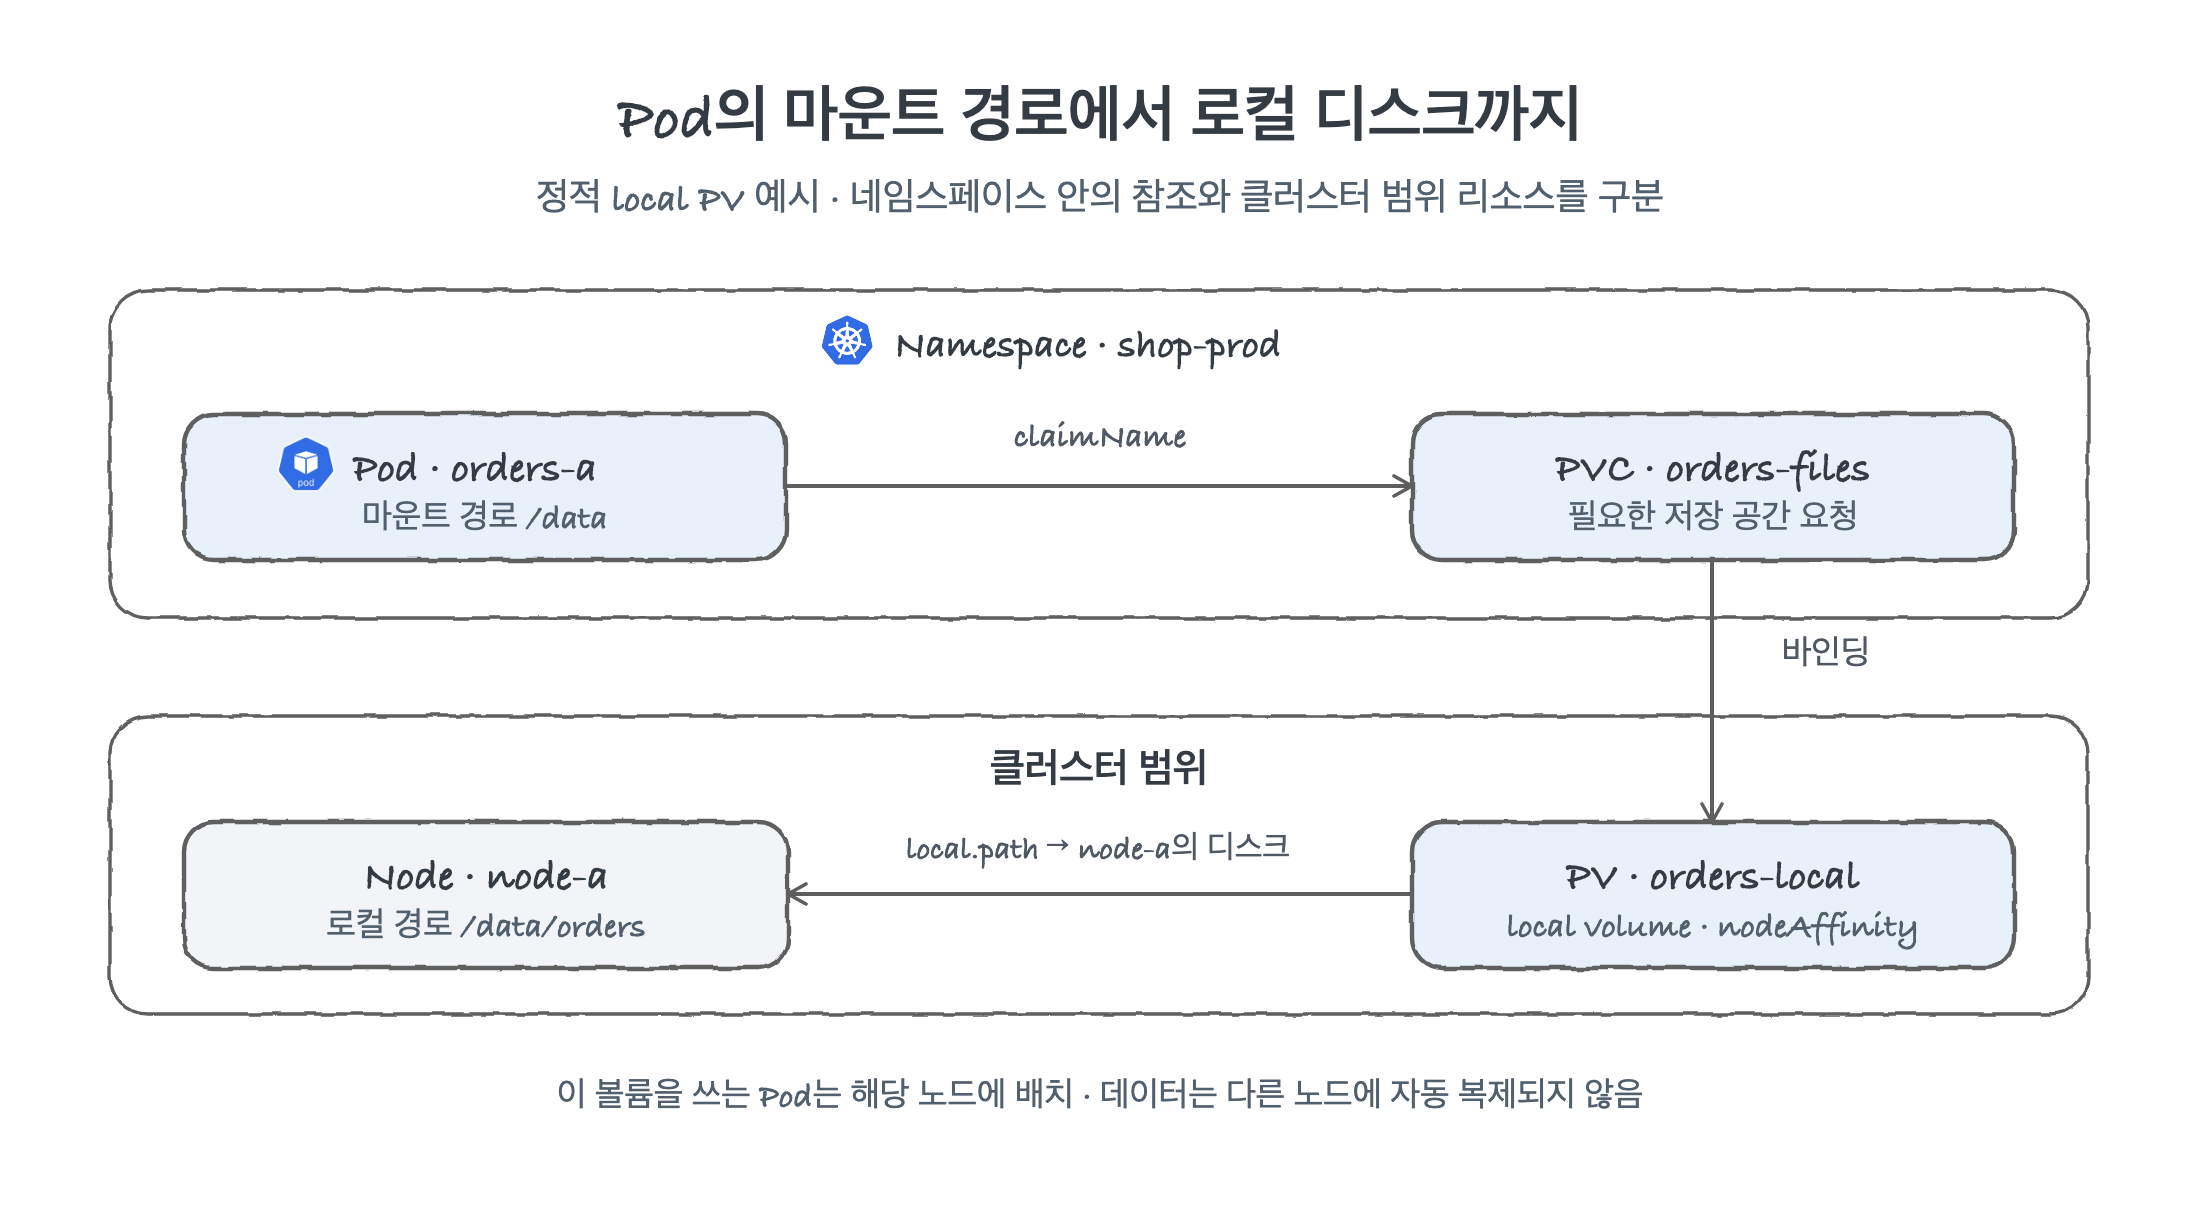 Pod의 마운트 경로에서 로컬 디스크까지
정적 local PV 예시 · 네임스페이스 안의 참조와 클러스터 범위 리소스를 구분
Namespace · shop-prod
claimName
pod
Pod · orders-a
마운트 경로 /data
PVC · orders-files
필요한 저장 공간 요청
바인딩
클러스터 범위
local.path → node-a의 디스크
Node · node-a
로컬 경로 /data/orders
PV · orders-local
local volume · nodeAffinity
이 볼륨을 쓰는 Pod는 해당 노드에 배치 · 데이터는 다른 노드에 자동 복제되지 않음